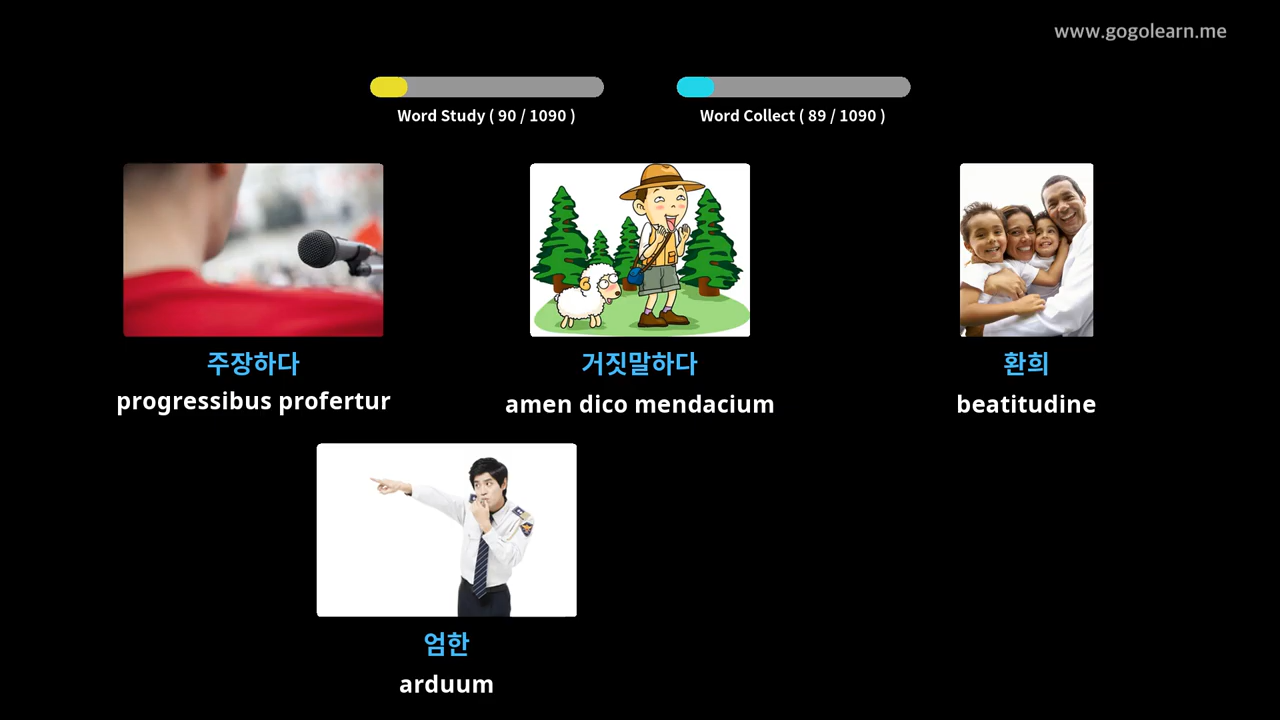 www.gogolearn.me
Word Study ( 90 / 1090 )
Word Collect ( 89 / 1090 )
주장하다
progressibus profertur
거짓말하다
amen dico mendacium
환희
beatitudine
엄한
arduum